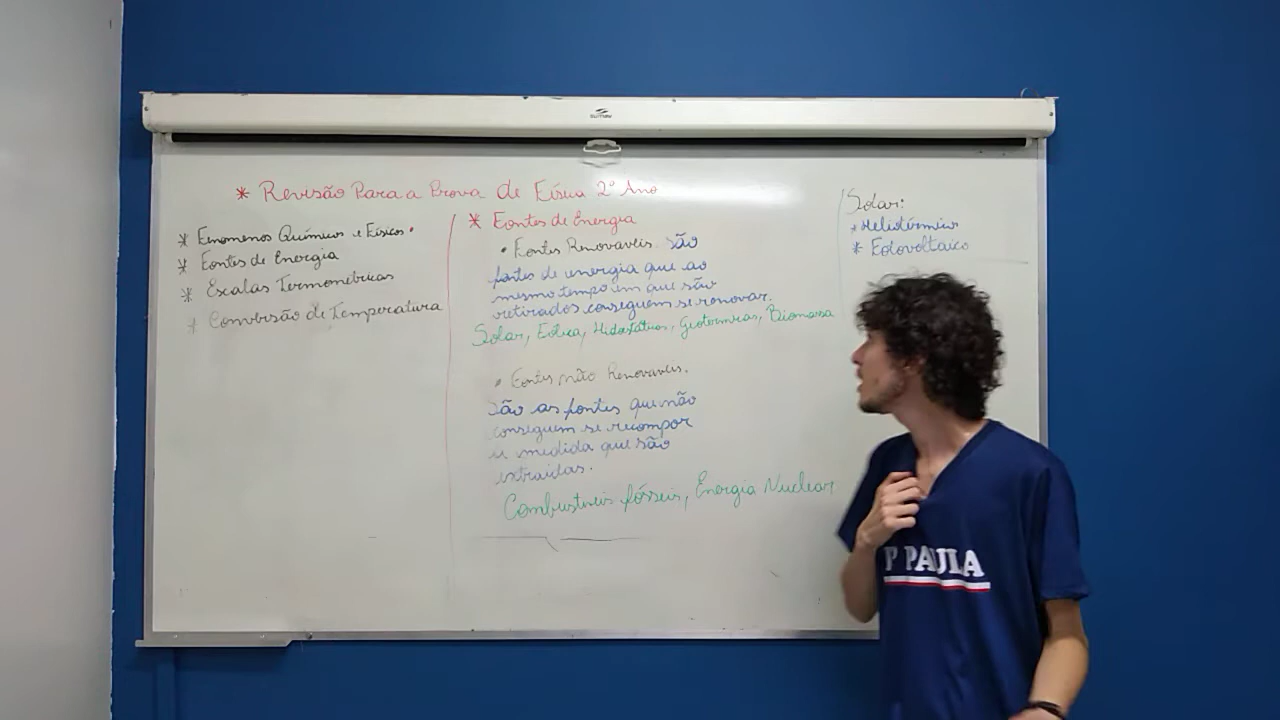 * Revisão Para a Prova de Física 2º Ano
* Fenomenos Químicos e Físicos.
* Fontes de Energia
* Escalas Termometricas
* Conversão de Temperatura
* Fontes de Energia
• Fontes Renovaveis. São
fontes de energia que ao
mesmo tempo em que são
retirados conseguem se renovar.
Solar, Eólica, Geotermicas, Biomassa
• Fontes não Renovaveis.
São as fontes que não
conseguem se recompor
a medida que são
extraidas.
Combustiveis fósseis, Energia Nuclear
Solar:
* Heliotérmica
* Fotovoltaico
P PAULA